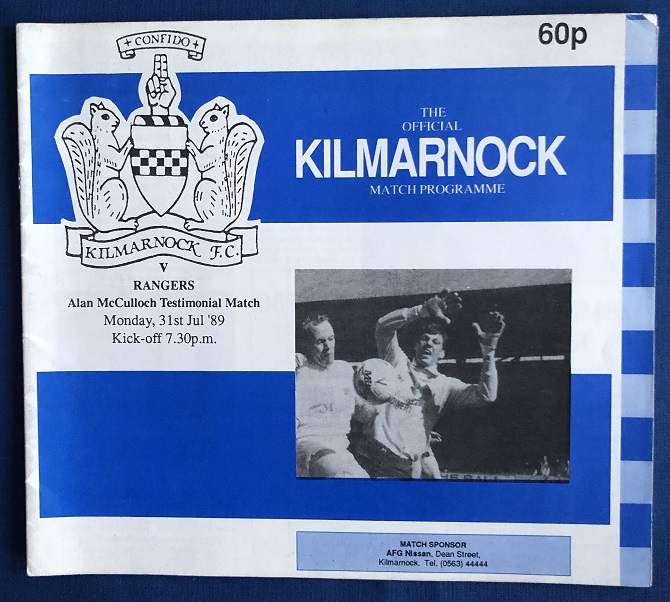 CONFIDO
60p
THE
OFFICIAL
KILMARNOCK
MATCH PROGRAMME
KILMARNOCK F.C.
V
RANGERS
Alan McCulloch Testimonial Match
Monday, 31st Jul '89
Kick-off 7.30p.m.
MATCH SPONSOR
AFG Nissan, Dean Street,
Kilmarnock. Tel. (0563) 44444